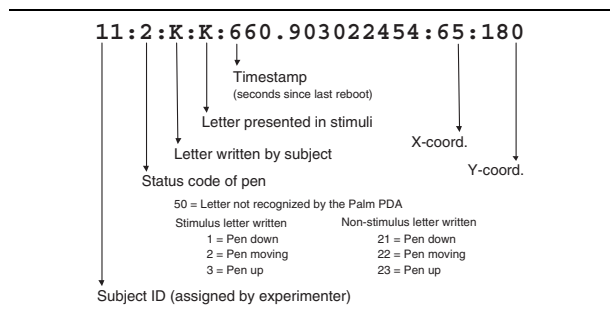 11:2:K:K:660.903022454:65:180
Timestamp
(seconds since last reboot)
Letter presented in stimuli
X-coord.
Letter written by subject
Y-coord.
Status code of pen
50 = Letter not recognized by the Palm PDA
Stimulus letter written Non-stimulus letter written
1 = Pen down 21 = Pen down
2 = Pen moving 22 = Pen moving
3 = Pen up 23 = Pen up
Subject ID (assigned by experimenter)